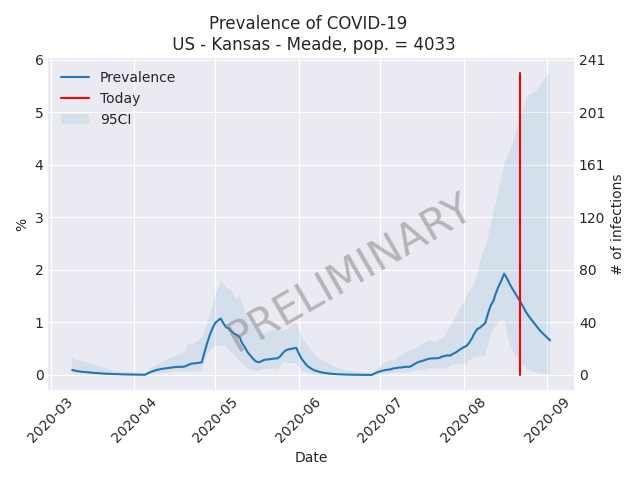 Prevalence of COVID-19
US - Kansas - Meade, pop. = 4033
Prevalence
Today
95CI
PRELIMINARY
%
6
5
4
3
2
1
0
241
201
161
120
80
40
0
# of infections
2020-03
2020-04
2020-05
2020-06
2020-07
2020-08
2020-09
Date